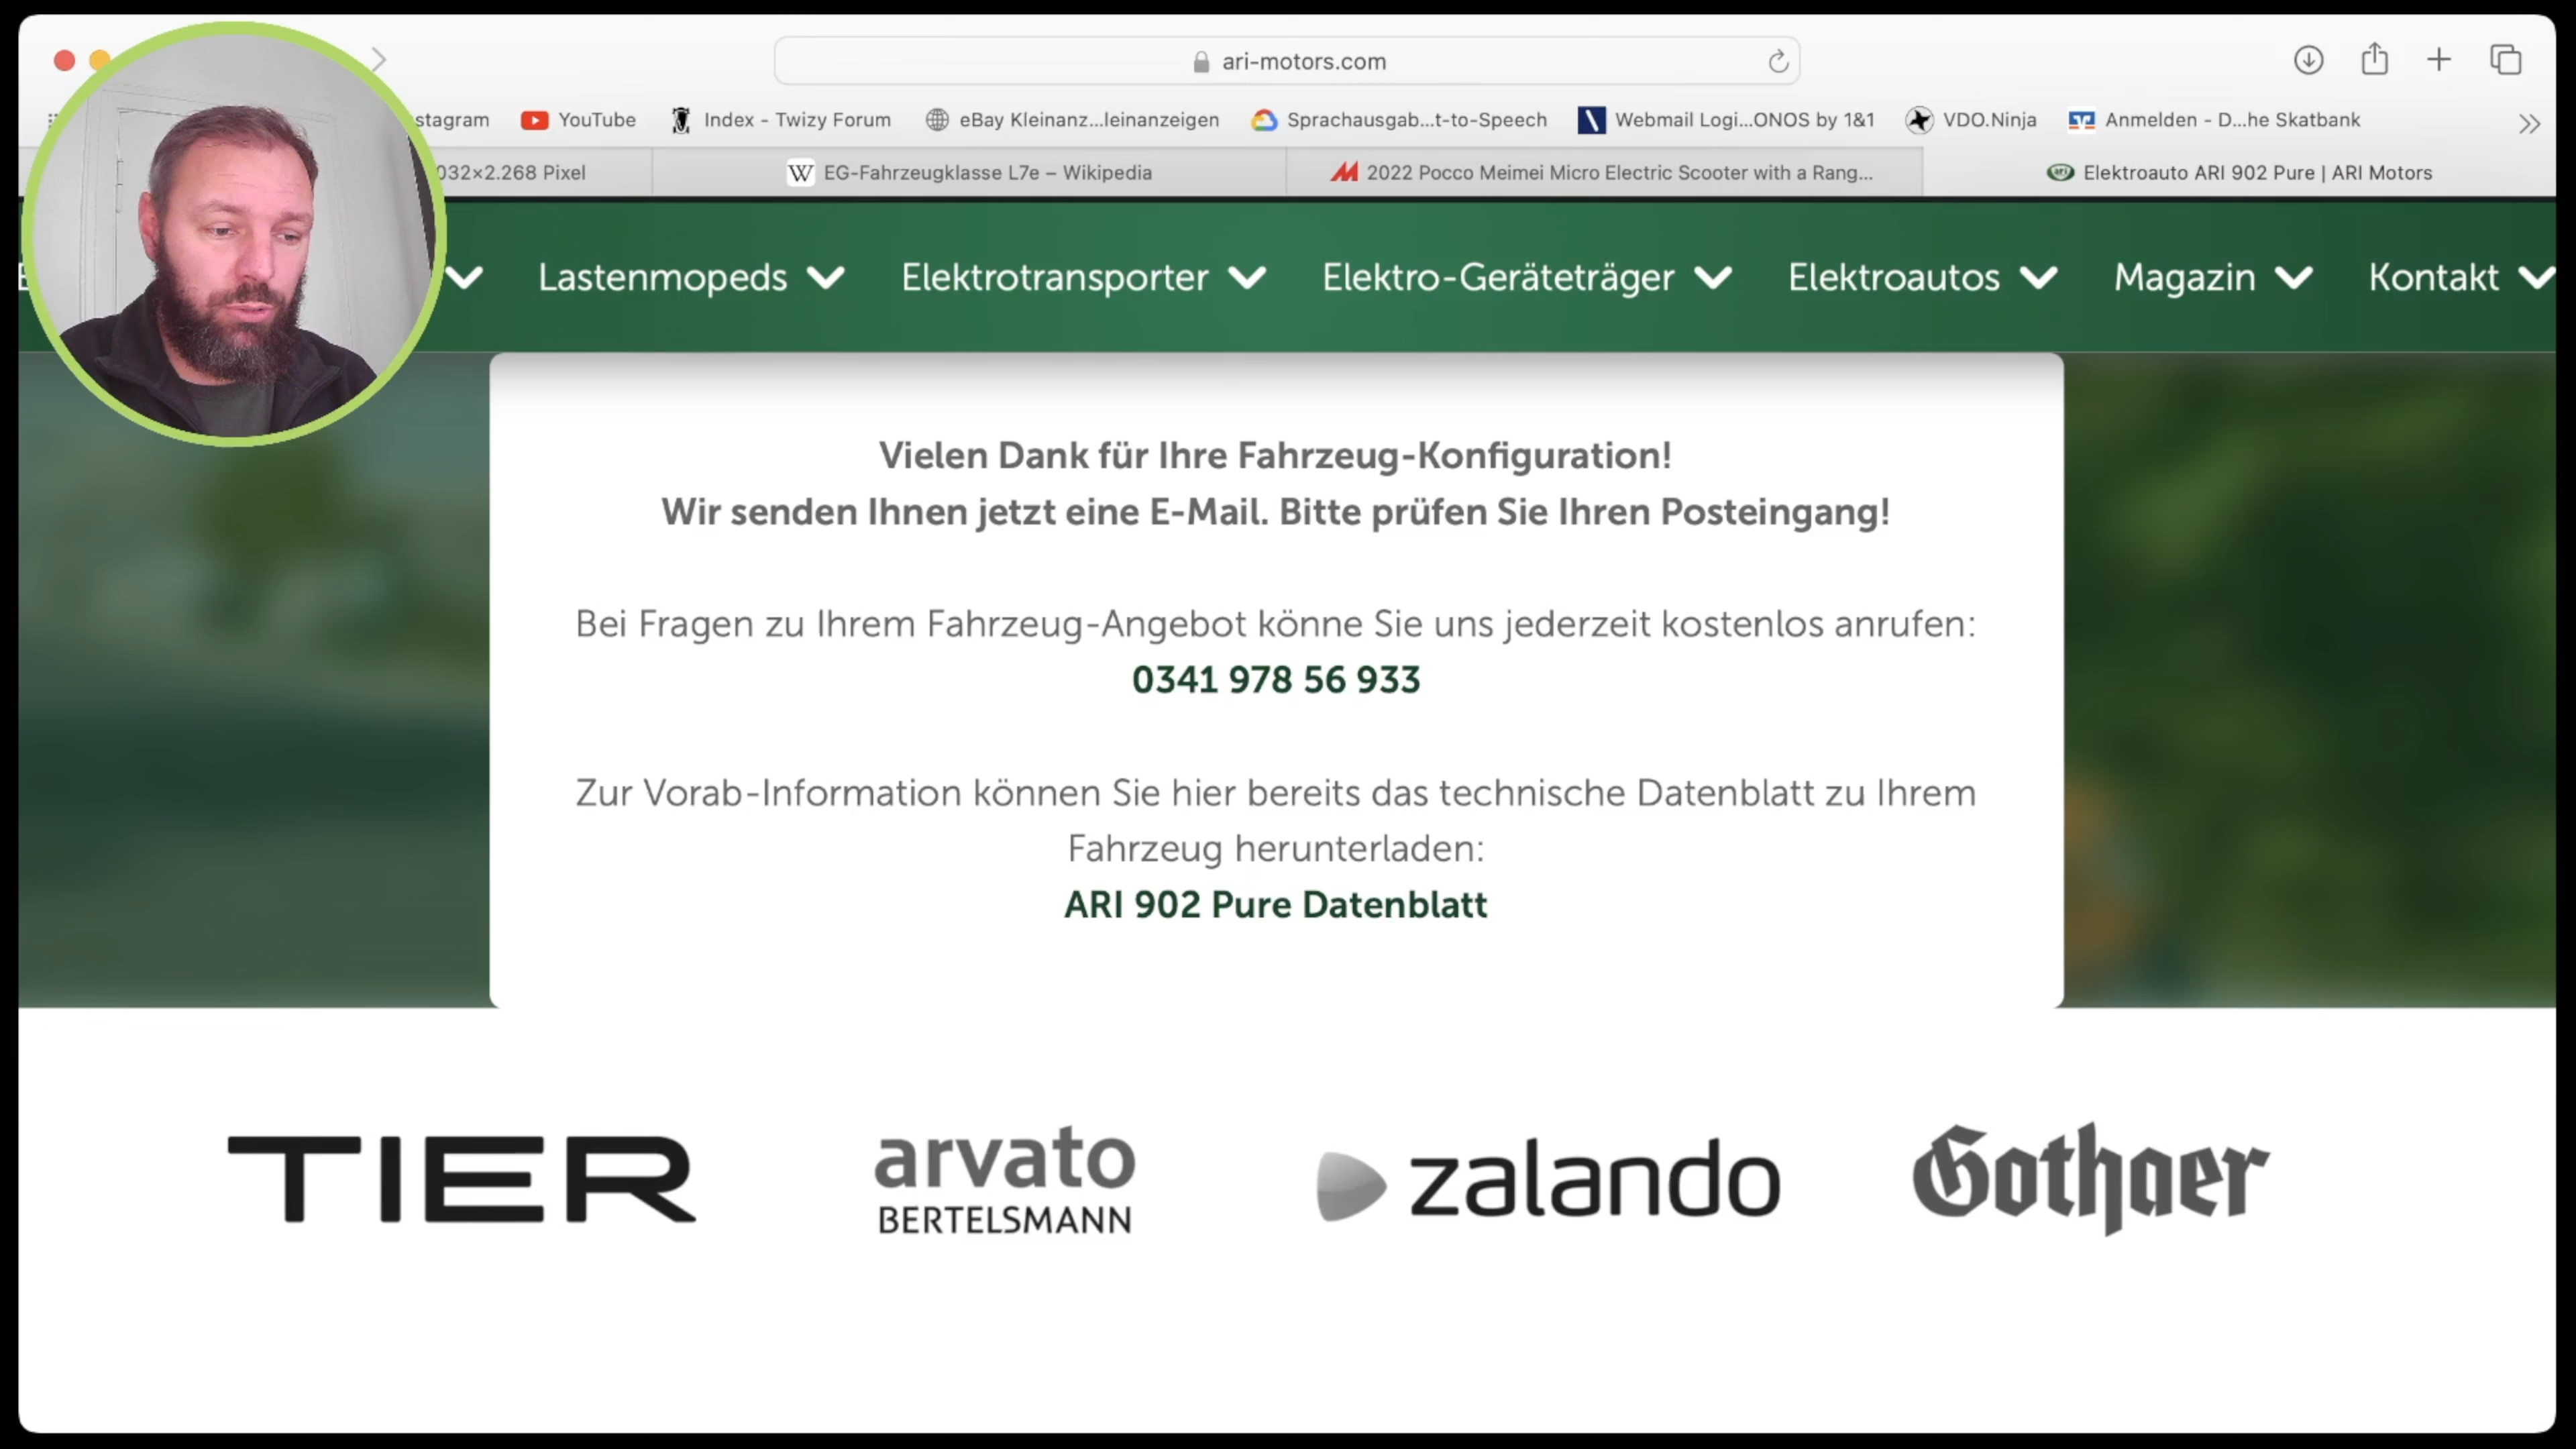 ari-motors.com
stagram
YouTube
Index - Twizy Forum
eBay Kleinanz...leinanzeigen
Sprachausgab...t-to-Speech
Webmail Logi...ONOS by 1&1
VDO.Ninja
Anmelden - D...he Skatbank
032×2.268 Pixel
W EG-Fahrzeugklasse L7e – Wikipedia
2022 Pocco Meimei Micro Electric Scooter with a Rang...
Elektroauto ARI 902 Pure | ARI Motors
Lastenmopeds
Elektrotransporter
Elektro-Geräteträger
Elektroautos
Magazin
Kontakt
Vielen Dank für Ihre Fahrzeug-Konfiguration!
Wir senden Ihnen jetzt eine E-Mail. Bitte prüfen Sie Ihren Posteingang!
Bei Fragen zu Ihrem Fahrzeug-Angebot könne Sie uns jederzeit kostenlos anrufen:
0341 978 56 933
Zur Vorab-Information können Sie hier bereits das technische Datenblatt zu Ihrem
Fahrzeug herunterladen:
ARI 902 Pure Datenblatt
TIER
arvato
BERTELSMANN
zalando
Gothaer